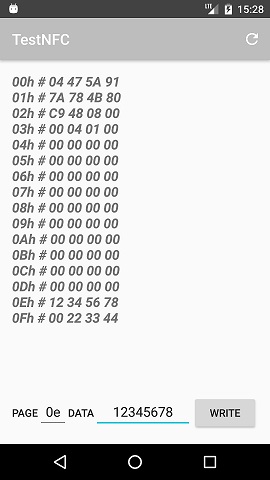 LTE 15:28
TestNFC
00h # 04 47 5A 91
01h # 7A 78 4B 80
02h # C9 48 08 00
03h # 00 04 01 00
04h # 00 00 00 00
05h # 00 00 00 00
06h # 00 00 00 00
07h # 00 00 00 00
08h # 00 00 00 00
09h # 00 00 00 00
0Ah # 00 00 00 00
0Bh # 00 00 00 00
0Ch # 00 00 00 00
0Dh # 00 00 00 00
0Eh # 12 34 56 78
0Fh # 00 22 33 44
PAGE 0e DATA 12345678 WRITE